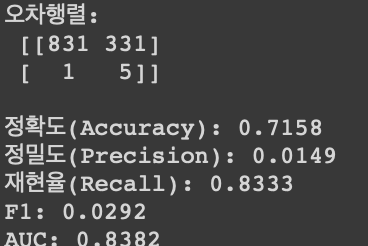 오차행렬:
[[831 331]
[ 1 5]]
정확도(Accuracy): 0.7158
정밀도(Precision): 0.0149
재현율(Recall): 0.8333
F1: 0.0292
AUC: 0.8382